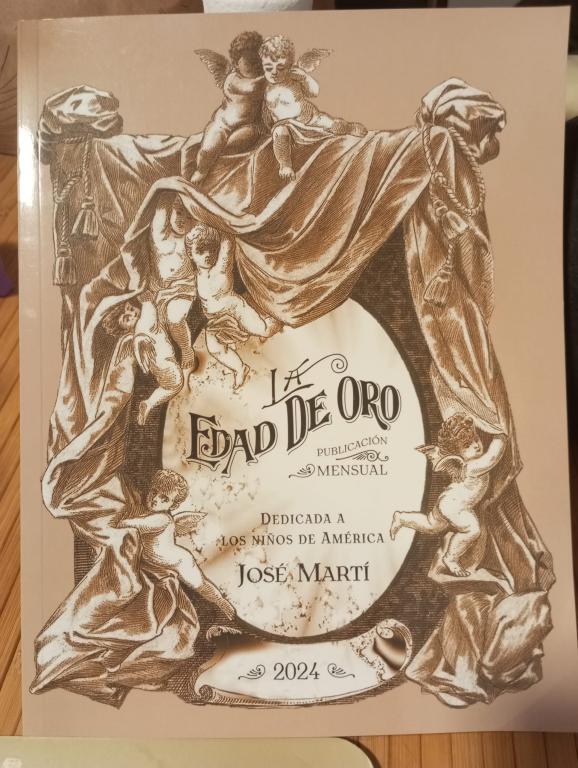 LA
EDAD DE ORO
PUBLICACIÓN
MENSUAL
DEDICADA A
LOS NIÑOS DE AMÉRICA
JOSÉ MARTÍ
2024